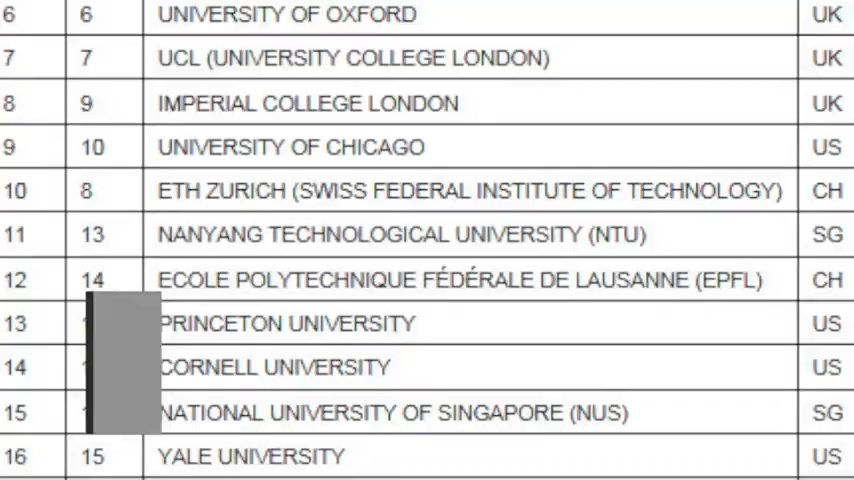 6 6 UNIVERSITY OF OXFORD UK
7 7 UCL (UNIVERSITY COLLEGE LONDON) UK
8 9 IMPERIAL COLLEGE LONDON UK
9 10 UNIVERSITY OF CHICAGO US
10 8 ETH ZURICH (SWISS FEDERAL INSTITUTE OF TECHNOLOGY) CH
11 13 NANYANG TECHNOLOGICAL UNIVERSITY (NTU) SG
12 14 ECOLE POLYTECHNIQUE FÉDÉRALE DE LAUSANNE (EPFL) CH
13 PRINCETON UNIVERSITY US
14 CORNELL UNIVERSITY US
15 NATIONAL UNIVERSITY OF SINGAPORE (NUS) SG
16 15 YALE UNIVERSITY US